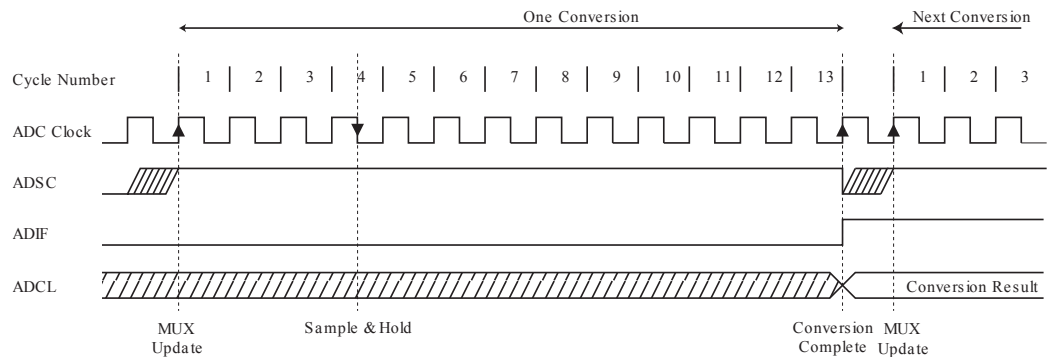 One Conversion
Next Conversion
Cycle Number 1 2 3 4 5 6 7 8 9 10 11 12 13 1 2 3
ADC Clock
ADSC
ADIF
ADCL
Conversion Result
MUX
Update
Sample & Hold
Conversion
Complete
MUX
Update